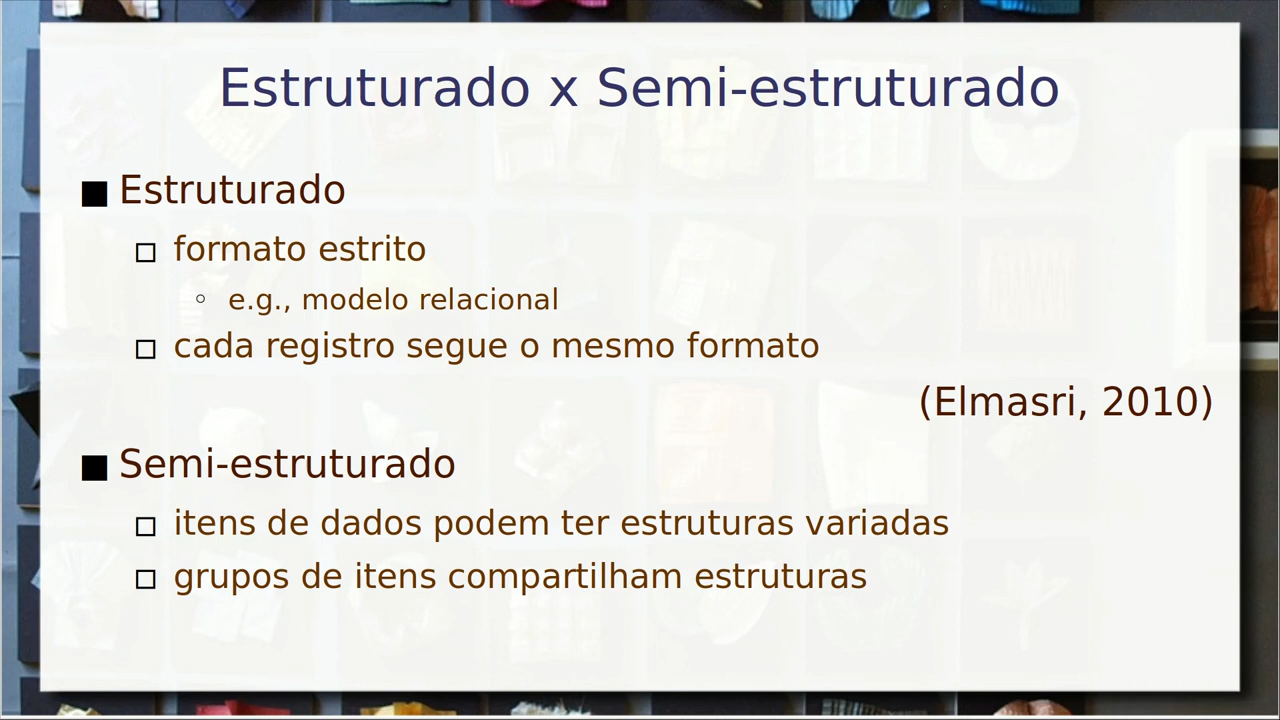 Estruturado x Semi-estruturado
Estruturado
formato estrito
e.g., modelo relacional
cada registro segue o mesmo formato
(Elmasri, 2010)
Semi-estruturado
itens de dados podem ter estruturas variadas
grupos de itens compartilham estruturas